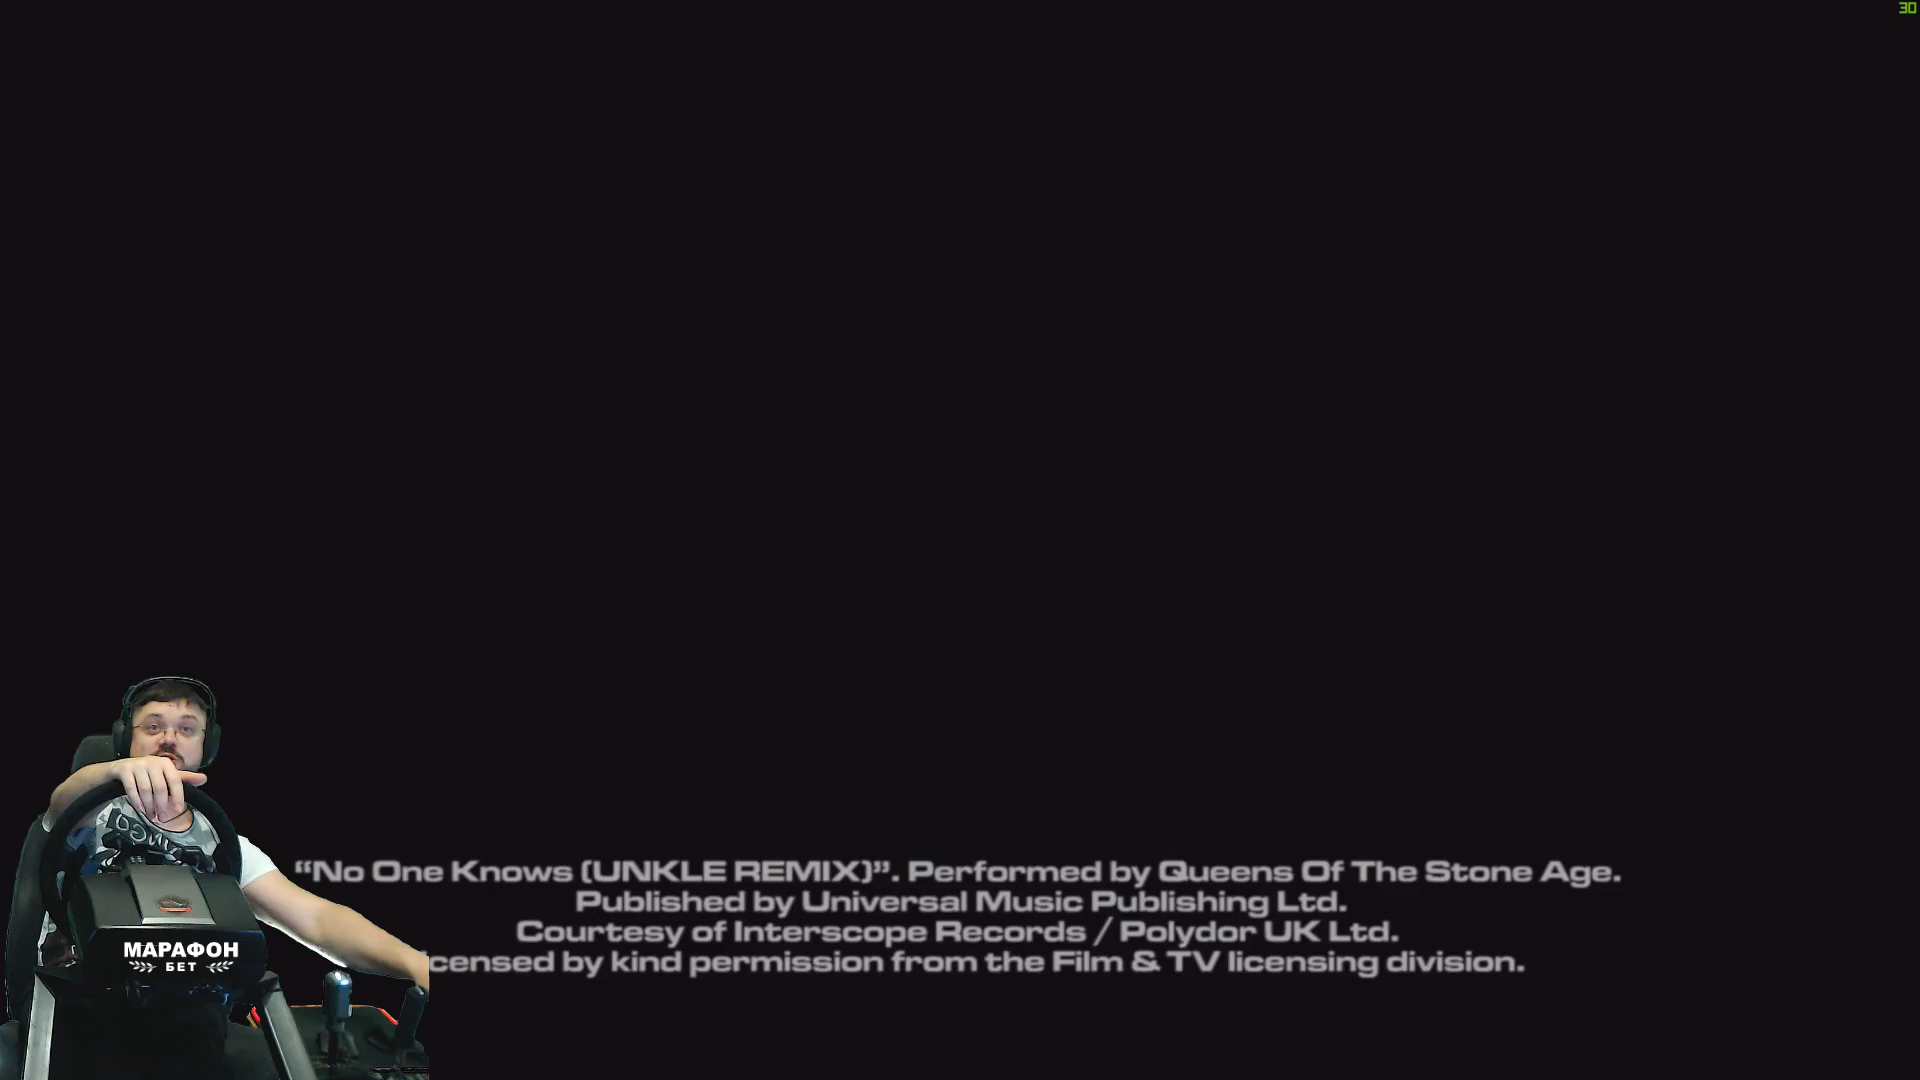 30
“No One Knows (UNKLE REMIX)”. Performed by Queens Of The Stone Age.
Published by Universal Music Publishing Ltd.
Courtesy of Interscope Records / Polydor UK Ltd.
censed by kind permission from the Film & TV licensing division.
МАРАФОН
БЕТ